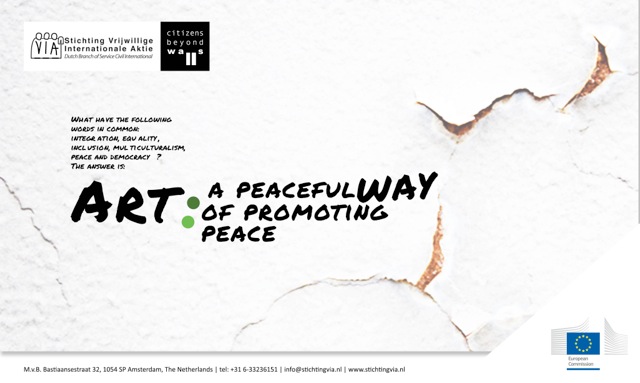 VIA
Stichting Vrijwillige
Internationale Aktie
Dutch Branch of Service Civil International
citizens
beyond
walls
WHAT HAVE THE FOLLOWING
WORDS IN COMMON:
INTEGRATION, EQUALITY,
INCLUSION, MULTICULTURALISM,
PEACE AND DEMOCRACY ?
THE ANSWER IS:
ART: A PEACEFUL WAY
OF PROMOTING
PEACE
European
Commission
M.v.B. Bastiaansestraat 32, 1054 SP Amsterdam, The Netherlands | tel: +31 6-33236151 | info@stichtingvia.nl | www.stichtingvia.nl